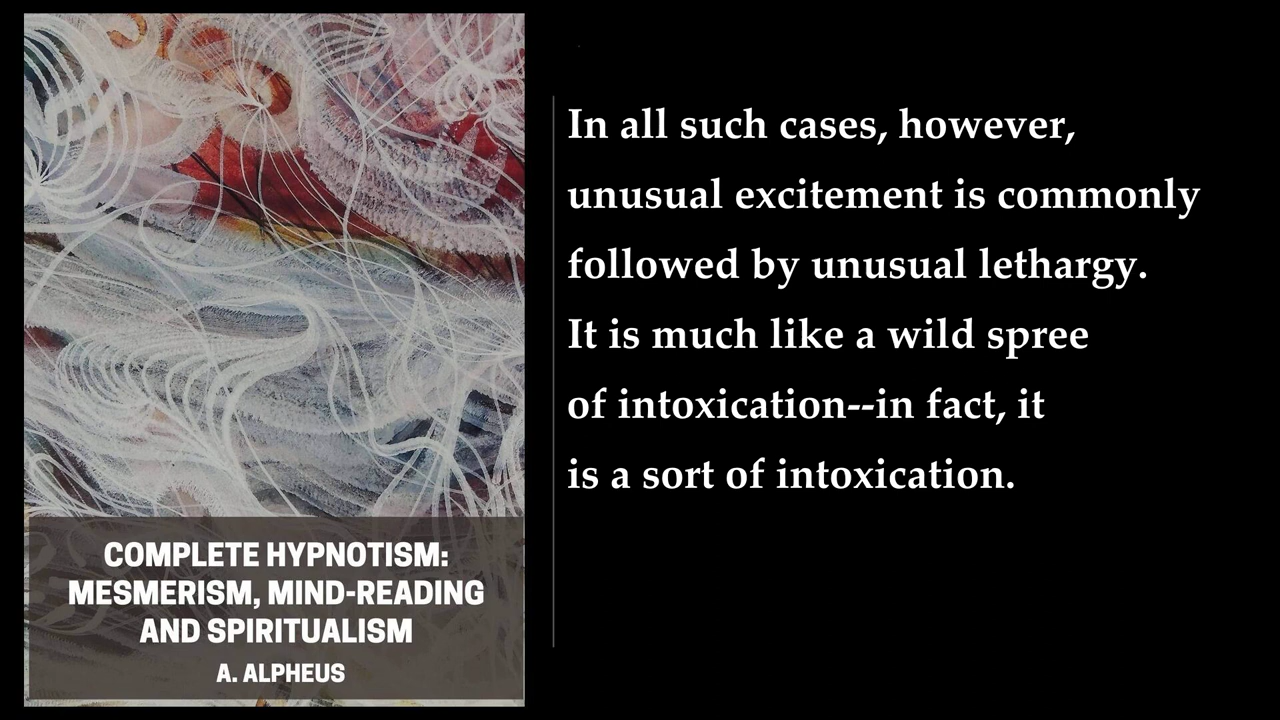 In all such cases, however,
unusual excitement is commonly
followed by unusual lethargy.
It is much like a wild spree
of intoxication--in fact, it
is a sort of intoxication.
COMPLETE HYPNOTISM:
MESMERISM, MIND-READING
AND SPIRITUALISM
A. ALPHEUS